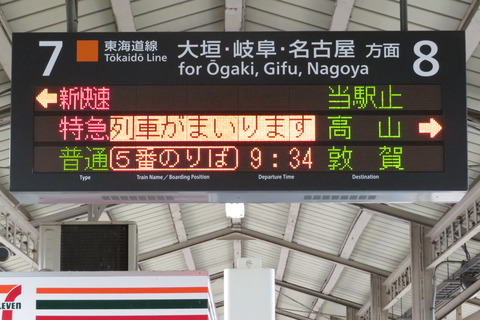 7
東海道線
Tōkaidō Line
大垣・岐阜・名古屋 方面
for Ōgaki, Gifu, Nagoya
8
新快速 当駅止
特急 列車がまいります 高山
普通 5番のりば 9:34 敦賀
Type Train Name / Boarding Position Departure Time Destination
7
ELEVEN